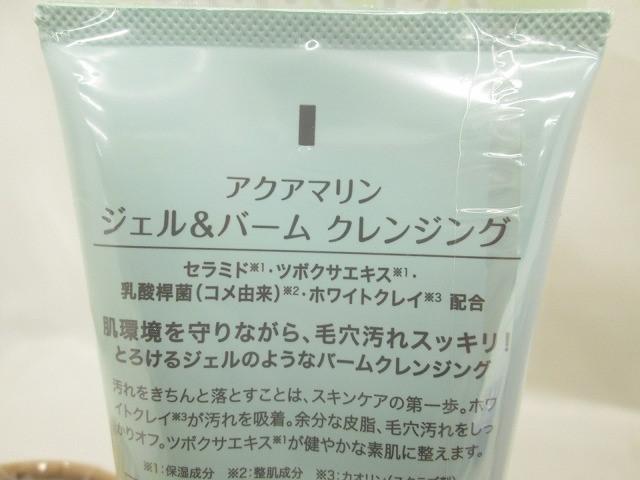 アクアマリン
ジェル&バーム クレンジング
セラミド※1・ツボクサエキス※1・
乳酸桿菌(コメ由来)※2・ホワイトクレイ※3 配合
肌環境を守りながら、毛穴汚れスッキリ!
とろけるジェルのようなバームクレンジング
汚れをきちんと落とすことは、スキンケアの第一歩。ホワ
イトクレイ※3が汚れを吸着。余分な皮脂、毛穴汚れをしっ
かりオフ。ツボクサエキス※1が健やかな素肌に整えます。
※1:保湿成分 ※2:整肌成分 ※3:カオリン(スクラブ剤)